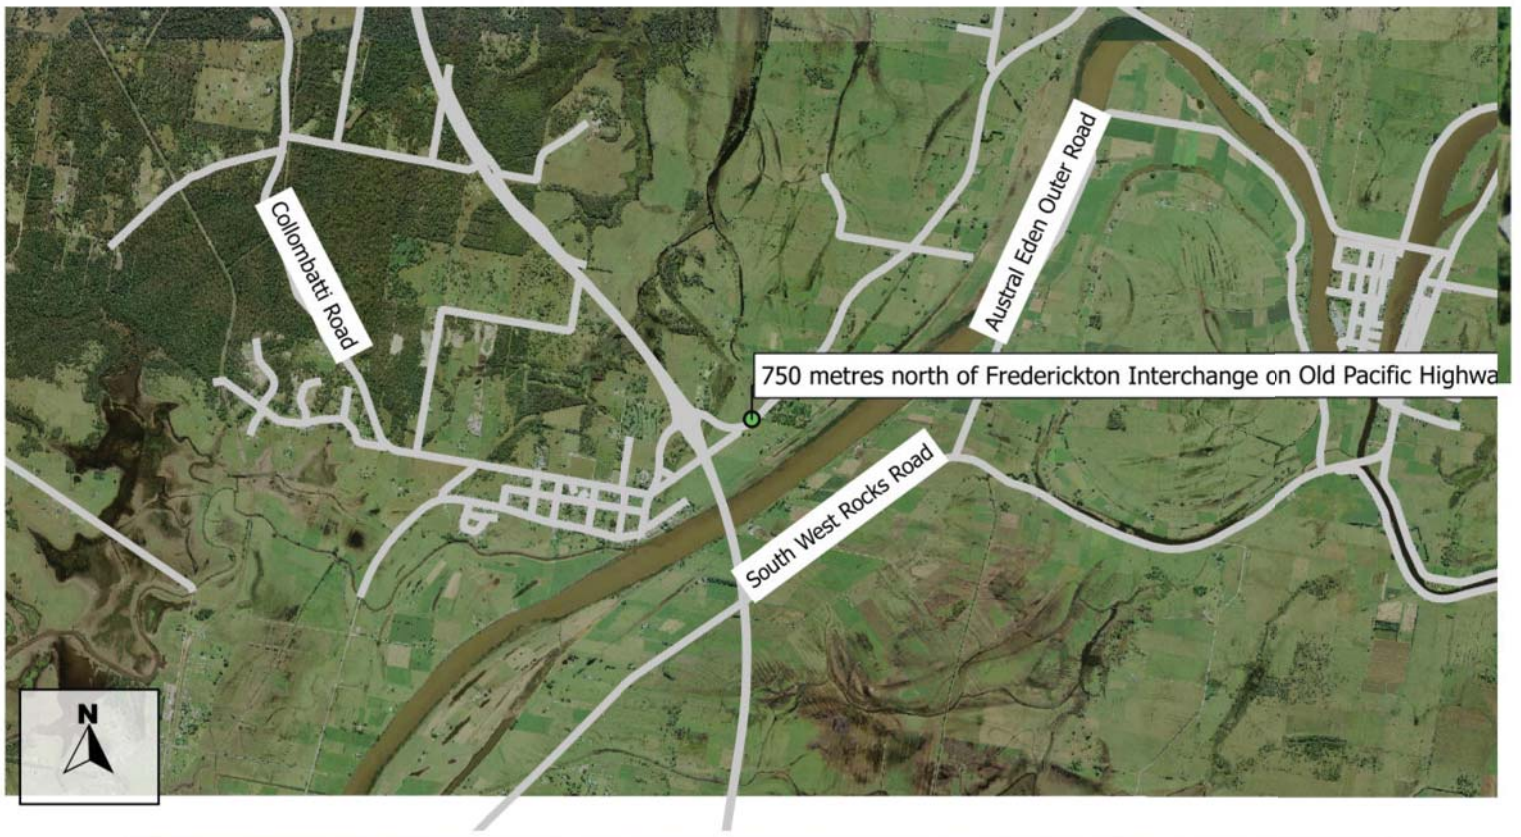 Austral Eden Outer Road
Collombatti Road
750 metres north of Frederickton Interchange on Old Pacific Highwa
South West Rocks Road
N